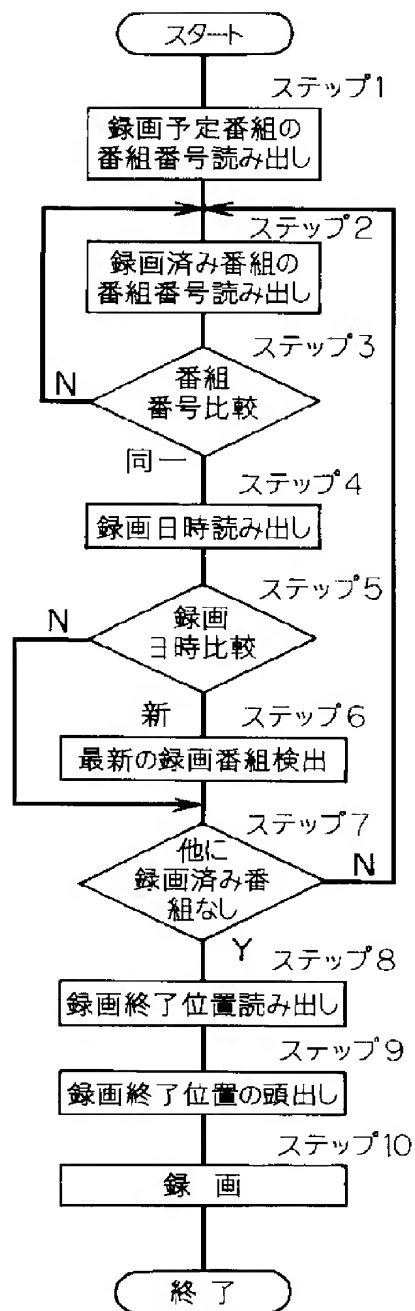 スタート
ステップ1
録画予定番組の
番組番号読み出し
ステップ2
録画済み番組の
番組番号読み出し
ステップ3
番組
番号比較
N
同一
ステップ4
録画日時読み出し
ステップ5
録画
日時比較
N
新
ステップ6
最新の録画番組検出
ステップ7
他に
録画済み番
組なし
N
Y
ステップ8
録画終了位置読み出し
ステップ9
録画終了位置の頭出し
ステップ10
録 画
終 了